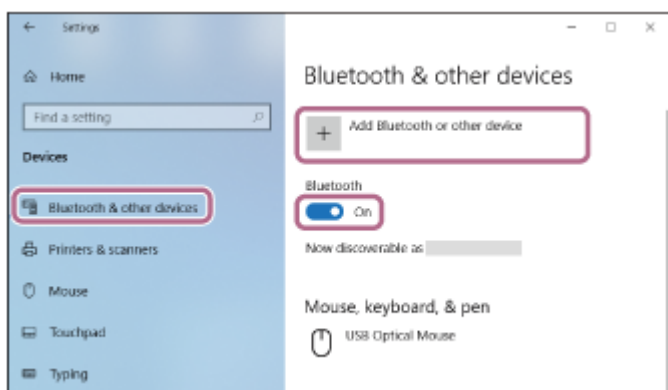 Settings
Home
Find a setting
Devices
Bluetooth & other devices
Printers & scanners
Mouse
Touchpad
Typing
Bluetooth & other devices
Add Bluetooth or other device
Bluetooth
On
Now discoverable as
Mouse, keyboard, & pen
USB Optical Mouse